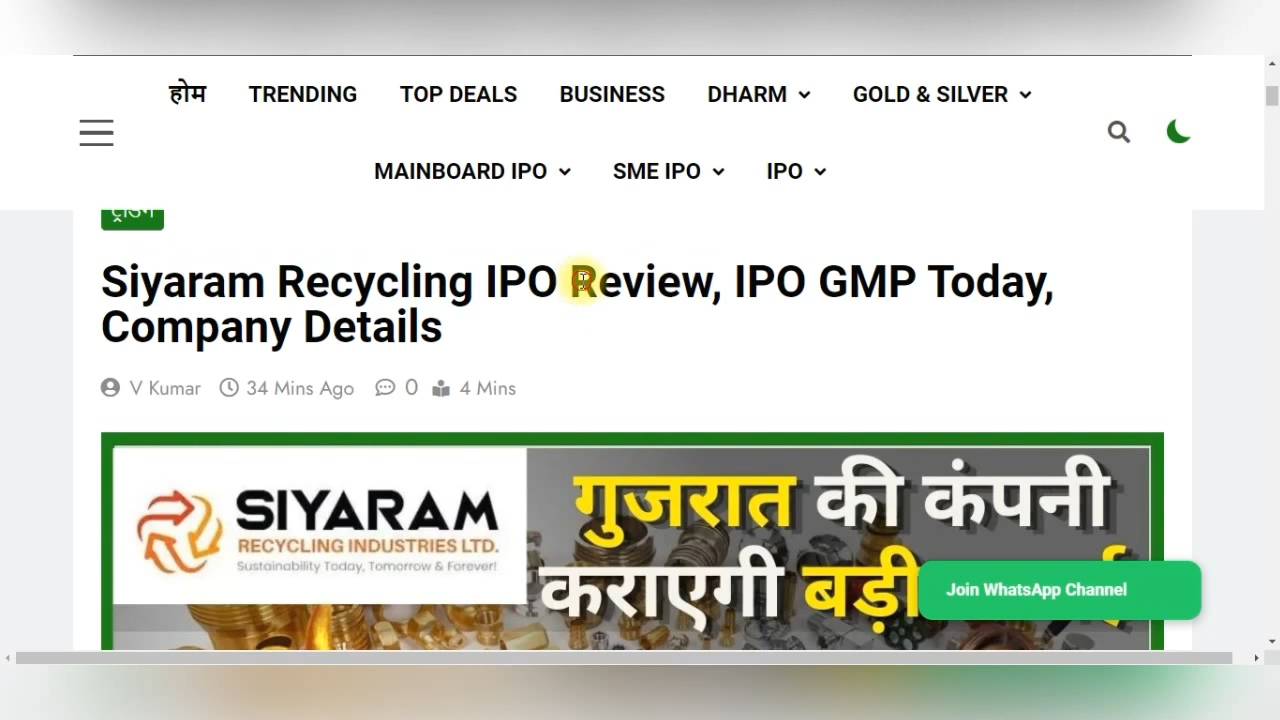 होम TRENDING TOP DEALS BUSINESS DHARM GOLD & SILVER
MAINBOARD IPO SME IPO IPO
Siyaram Recycling IPO Review, IPO GMP Today,
Company Details
V Kumar 34 Mins Ago 0 4 Mins
SIYARAM
RECYCLING INDUSTRIES LTD.
Sustainability Today, Tomorrow & Forever!
गुजरात की कंपनी
कराएगी बड़ी
Join WhatsApp Channel